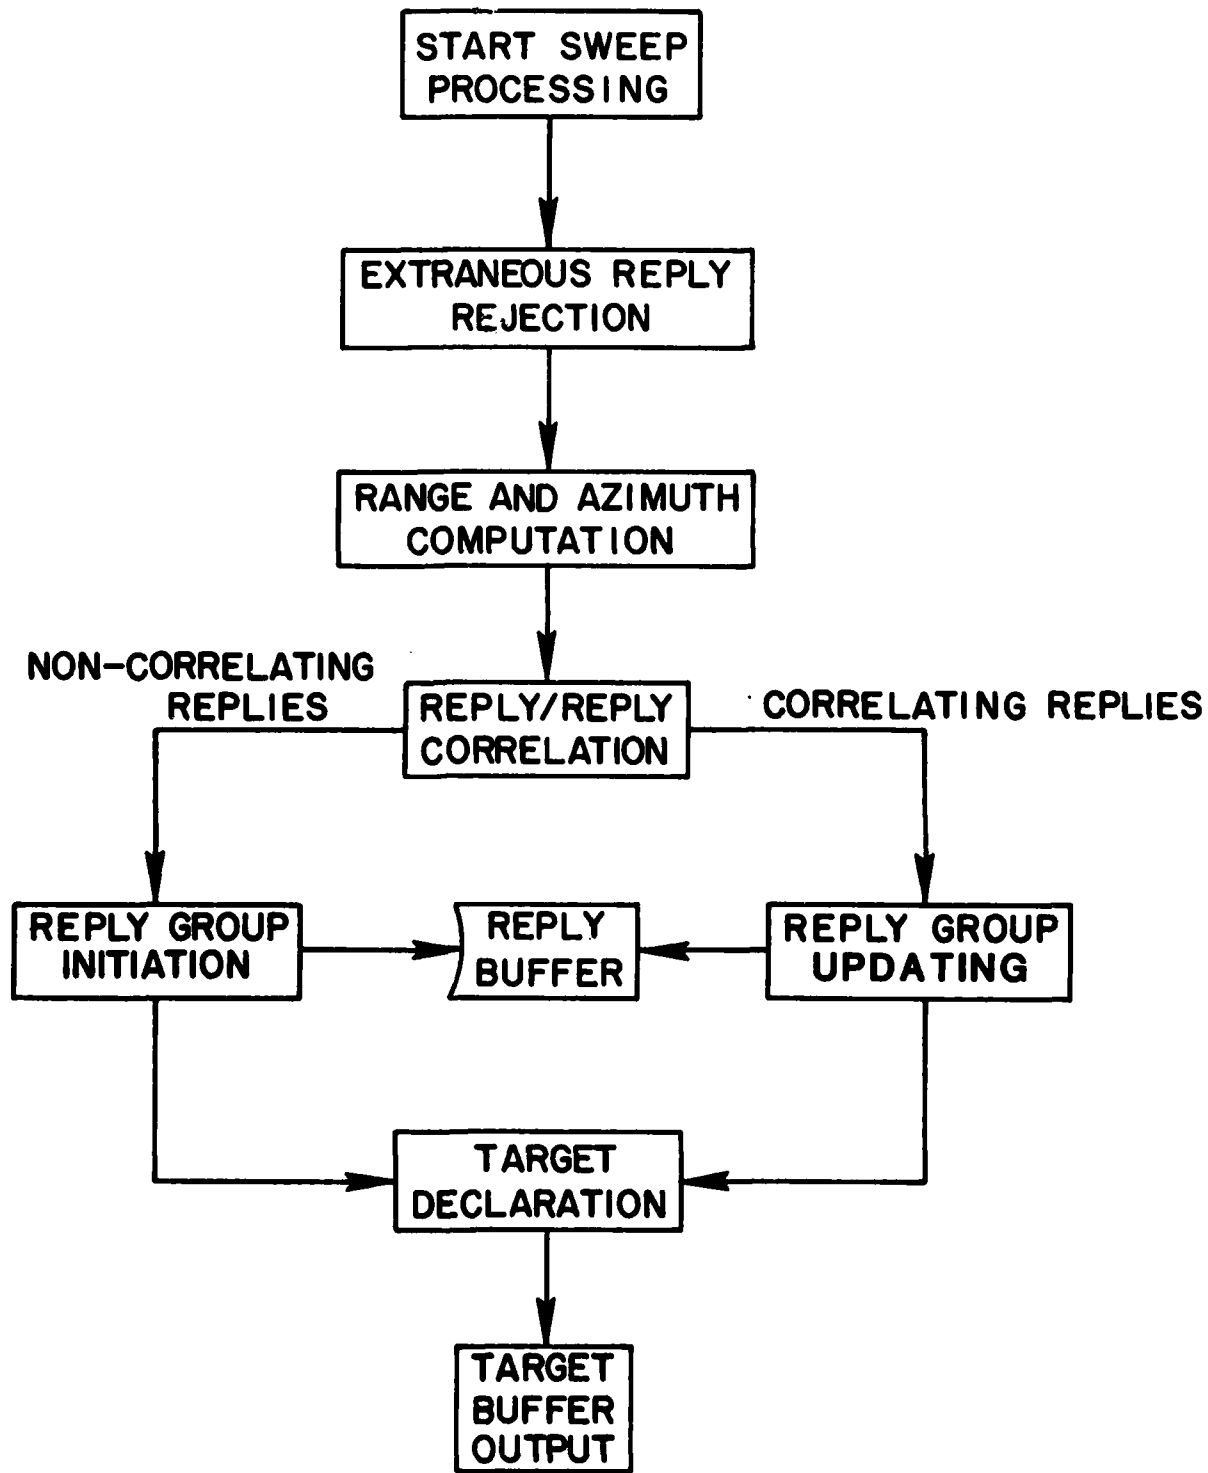 START SWEEP
PROCESSING
EXTRANEOUS REPLY
REJECTION
RANGE AND AZIMUTH
COMPUTATION
NON-CORRELATING
REPLIES
REPLY/REPLY
CORRELATION
CORRELATING REPLIES
REPLY GROUP
INITIATION
REPLY
BUFFER
REPLY GROUP
UPDATING
TARGET
DECLARATION
TARGET
BUFFER
OUTPUT